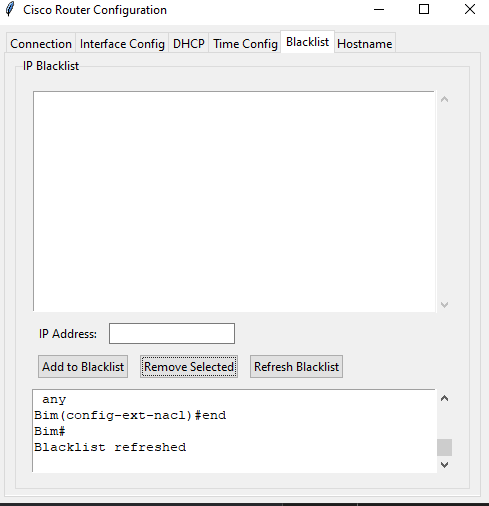 Cisco Router Configuration
Connection Interface Config DHCP Time Config Blacklist Hostname
IP Blacklist
IP Address:
Add to Blacklist Remove Selected Refresh Blacklist
any
Bim(config-ext-nacl)#end
Bim#
Blacklist refreshed